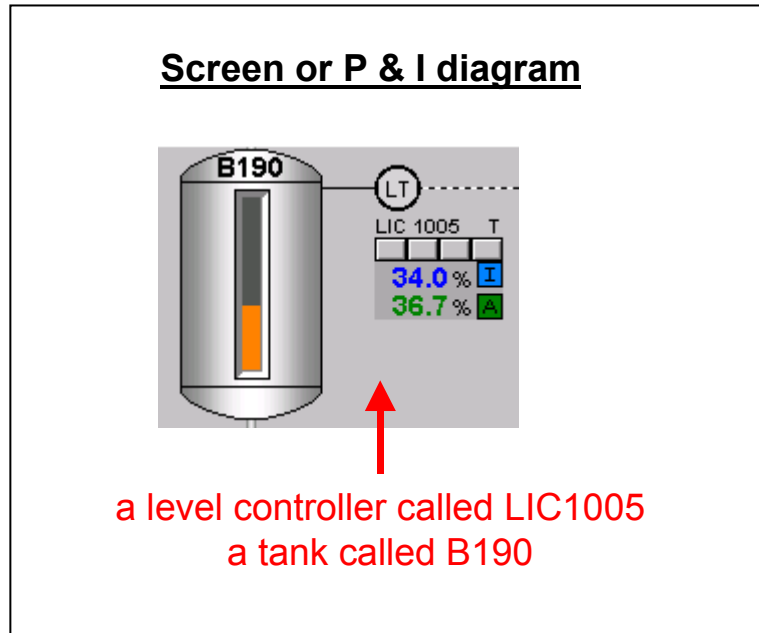 Screen or P & I diagram
B190
LT
LIC 1005 T
34.0 % I
36.7 % A
a level controller called LIC1005
a tank called B190